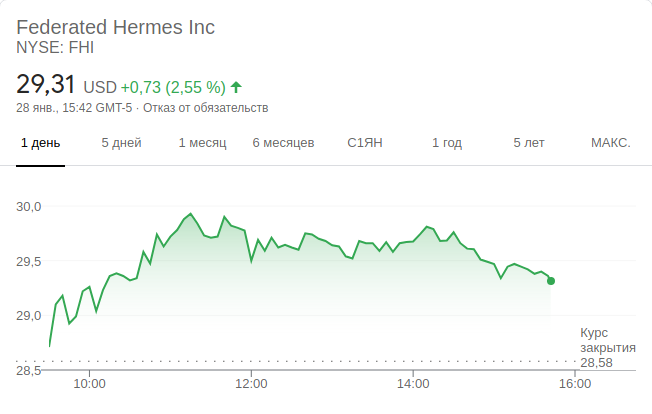 Federated Hermes Inc
NYSE: FHI
29,31 USD +0,73 (2,55 %)
28 янв., 15:42 GMT-5 · Отказ от обязательств
1 день 5 дней 1 месяц 6 месяцев С1ЯН 1 год 5 лет МАКС.
30,0
29,5
29,0
28,5
Курс
закрытия
28,58
10:00 12:00 14:00 16:00